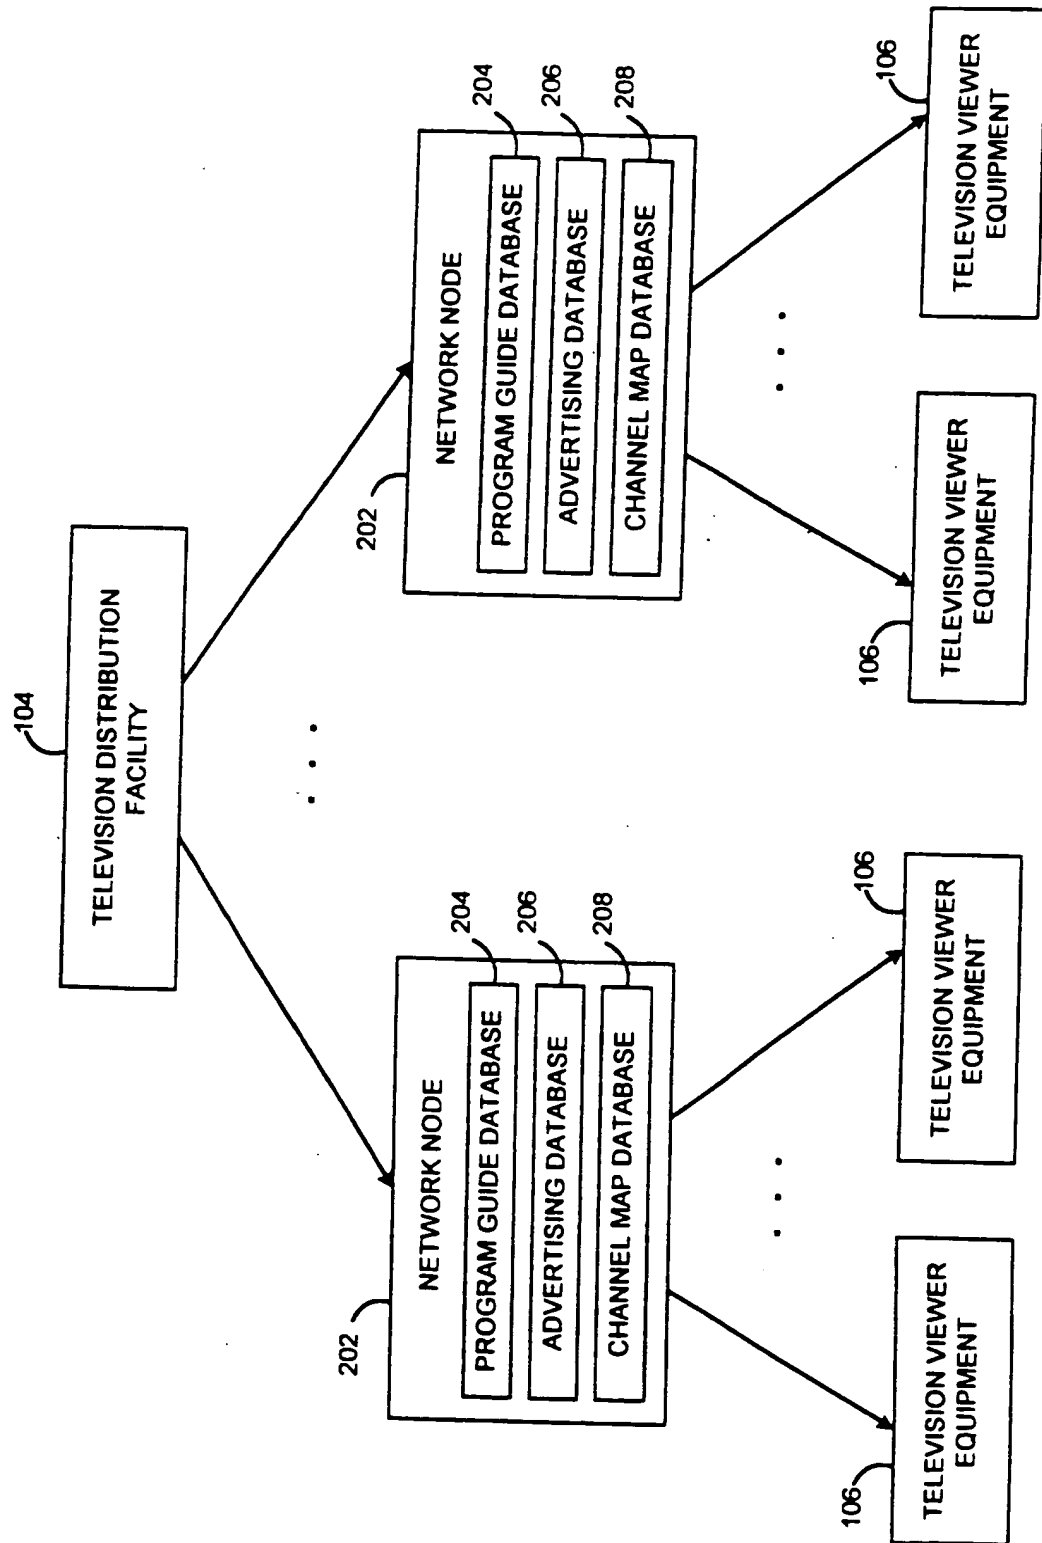 104
TELEVISION DISTRIBUTION
FACILITY
202
NETWORK NODE
PROGRAM GUIDE DATABASE
204
ADVERTISING DATABASE
206
CHANNEL MAP DATABASE
208
202
NETWORK NODE
PROGRAM GUIDE DATABASE
204
ADVERTISING DATABASE
206
CHANNEL MAP DATABASE
208
106
TELEVISION VIEWER
EQUIPMENT
106
TELEVISION VIEWER
EQUIPMENT
106
TELEVISION VIEWER
EQUIPMENT
106
TELEVISION VIEWER
EQUIPMENT